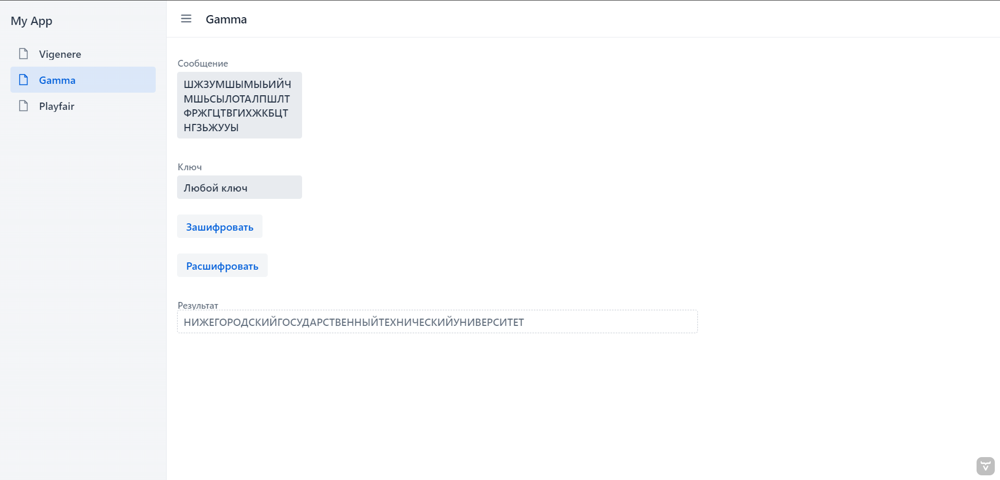 My App
Vigenere
Gamma
Playfair
Gamma
Сообщение
ШЖЗУМШЫМЫЬИЙЧ
МШЬСЫЛОТАЛПШЛТ
ФРЖГЦТВГИХЖКБЦТ
НГЗЬЖУУЫ
Ключ
Любой ключ
Зашифровать
Расшифровать
Результат
НИЖЕГОРОДСКИЙГОСУДАРСТВЕННЫЙТЕХНИЧЕСКИЙУНИВЕРСИТЕТ